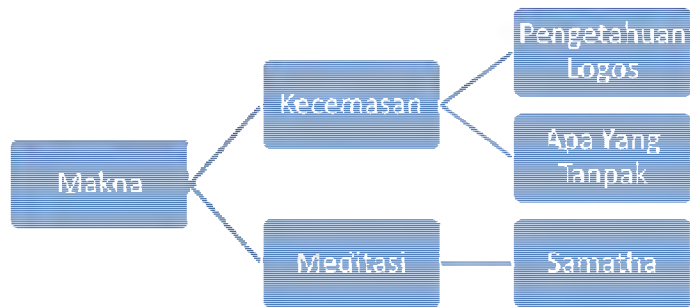 Makna
Kecemasan
Pengetahuan
Logos
Apa Yang
Tanpak
Meditasi
Samatha